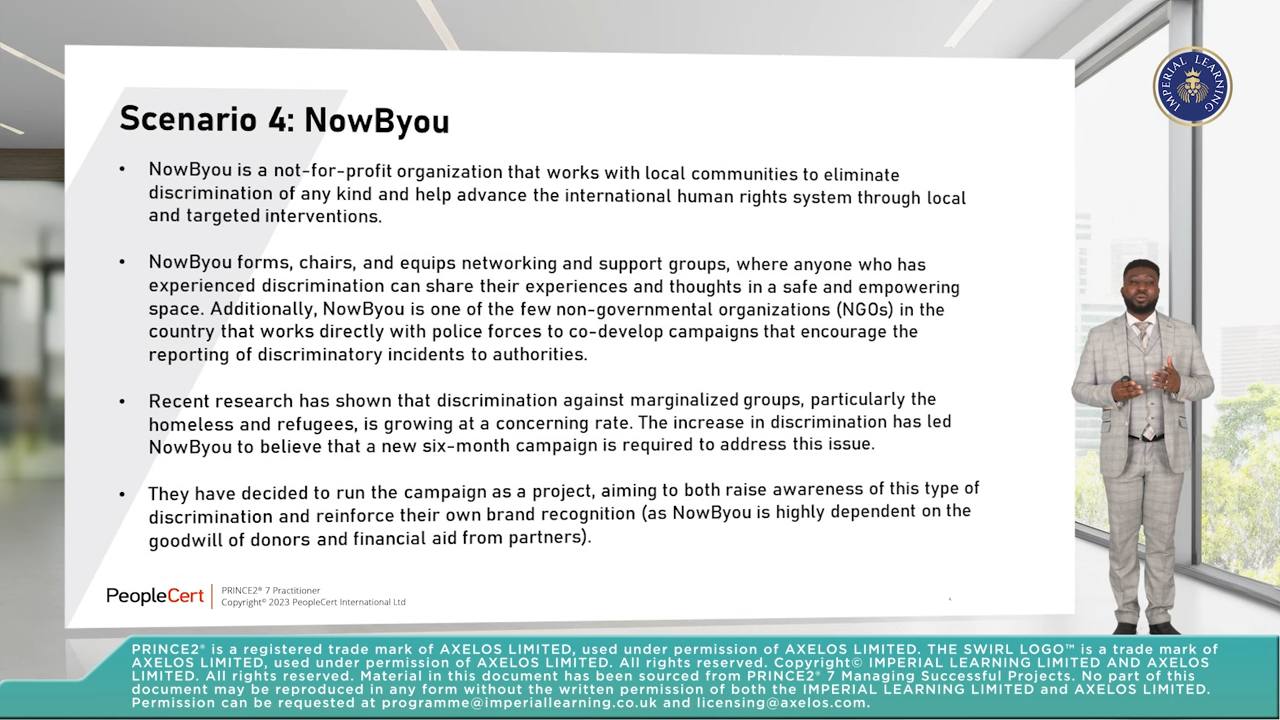 Scenario 4: NowByou
• NowByou is a not-for-profit organization that works with local communities to eliminate
discrimination of any kind and help advance the international human rights system through local
and targeted interventions.
• NowByou forms, chairs, and equips networking and support groups, where anyone who has
experienced discrimination can share their experiences and thoughts in a safe and empowering
space. Additionally, NowByou is one of the few non-governmental organizations (NGOs) in the
country that works directly with police forces to co-develop campaigns that encourage the
reporting of discriminatory incidents to authorities.
• Recent research has shown that discrimination against marginalized groups, particularly the
homeless and refugees, is growing at a concerning rate. The increase in discrimination has led
NowByou to believe that a new six-month campaign is required to address this issue.
• They have decided to run the campaign as a project, aiming to both raise awareness of this type of
discrimination and reinforce their own brand recognition (as NowByou is highly dependent on the
goodwill of donors and financial aid from partners).
PeopleCert
PRINCE2® 7 Practitioner
Copyright© 2023 PeopleCert International Ltd
IMPERIAL LEARNING
PRINCE2® is a registered trade mark of AXELOS LIMITED, used under permission of AXELOS LIMITED. THE SWIRL LOGO™ is a trade mark of
AXELOS LIMITED, used under permission of AXELOS LIMITED. All rights reserved. Copyright© IMPERIAL LEARNING LIMITED AND AXELOS
LIMITED. All rights reserved. Material in this document has been sourced from PRINCE2® 7 Managing Successful Projects. No part of this
document may be reproduced in any form without the written permission of both the IMPERIAL LEARNING LIMITED and AXELOS LIMITED.
Permission can be requested at programme@imperiallearning.co.uk and licensing@axelos.com.